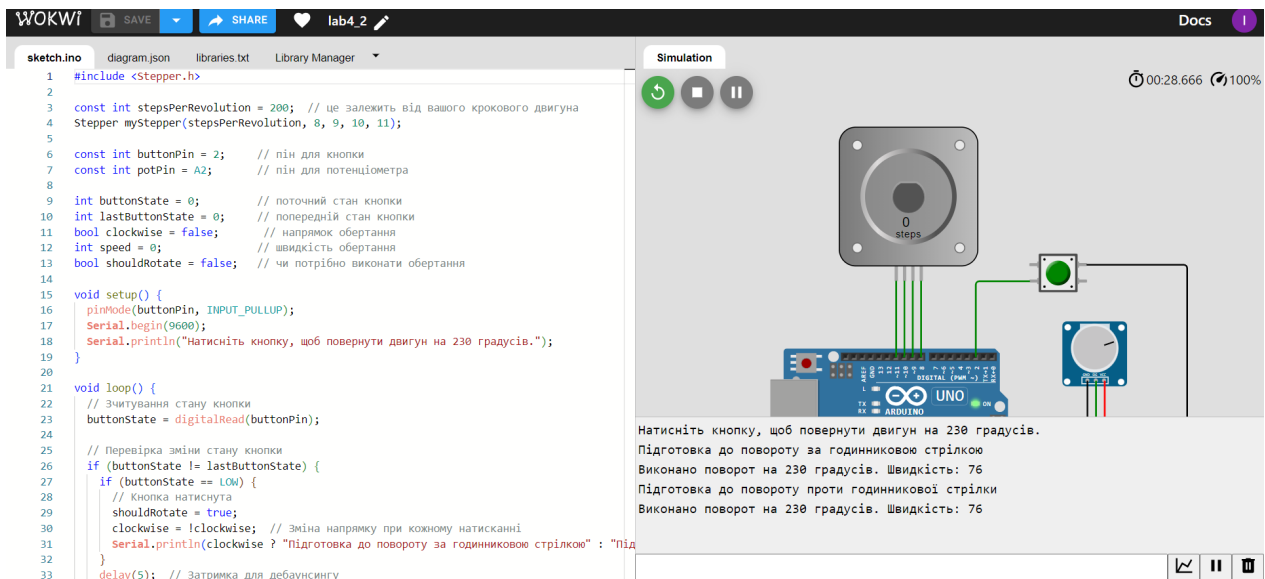 WOKWI SAVE SHARE lab4_2 Docs I
sketch.ino diagram.json libraries.txt Library Manager
Simulation
1 #include <Stepper.h>
2
3 const int stepsPerRevolution = 200; // це залежить від вашого крокового двигуна
4 Stepper myStepper(stepsPerRevolution, 8, 9, 10, 11);
5
6 const int buttonPin = 2; // пін для кнопки
7 const int potPin = A2; // пін для потенціометра
8
9 int buttonState = 0; // поточний стан кнопки
10 int lastButtonState = 0; // попередній стан кнопки
11 bool clockwise = false; // напрямок обертання
12 int speed = 0; // швидкість обертання
13 bool shouldRotate = false; // чи потрібно виконати обертання
14
15 void setup() {
16 pinMode(buttonPin, INPUT_PULLUP);
17 Serial.begin(9600);
18 Serial.println("Натисніть кнопку, щоб повернути двигун на 230 градусів.");
19 }
20
21 void loop() {
22 // Зчитування стану кнопки
23 buttonState = digitalRead(buttonPin);
24
25 // Перевірка зміни стану кнопки
26 if (buttonState != lastButtonState) {
27 if (buttonState == LOW) {
28 // Кнопка натиснута
29 shouldRotate = true;
30 clockwise = !clockwise; // Зміна напрямку при кожному натисканні
31 Serial.println(clockwise ? "Підготовка до повороту за годинниковою стрілкою" : "Під
32 }
33 delay(5); // Затримка для дебаунсингу
00:28.666 100%
0
steps
AREF
GND
13
12
~11
~10
~9
8
7
~6
~5
4
~3
2
TX→1
RX←0
DIGITAL (PWM ~)
L
TX
RX
UNO
ON
ARDUINO
Натисніть кнопку, щоб повернути двигун на 230 градусів.
Підготовка до повороту за годинниковою стрілкою
Виконано поворот на 230 градусів. Швидкість: 76
Підготовка до повороту проти годинникової стрілки
Виконано поворот на 230 градусів. Швидкість: 76